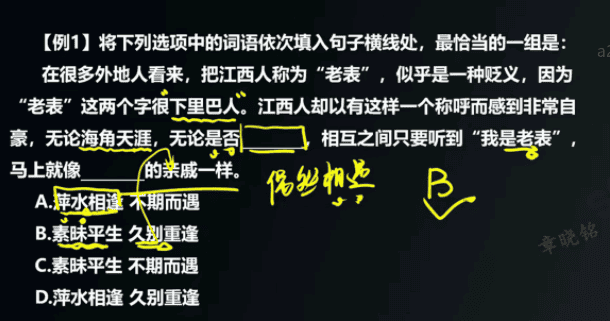 【例1】将下列选项中的词语依次填入句子横线处，最恰当的一组是：
在很多外地人看来，把江西人称为“老表”，似乎是一种贬义，因为
“老表”这两个字很下里巴人。江西人却以有这样一个称呼而感到非常自
豪，无论海角天涯，无论是否______，相互之间只要听到“我是老表”，
马上就像______的亲戚一样。
偶然相遇
B
A.萍水相逢 不期而遇
B.素昧平生 久别重逢
C.素昧平生 不期而遇
D.萍水相逢 久别重逢
章晓铭